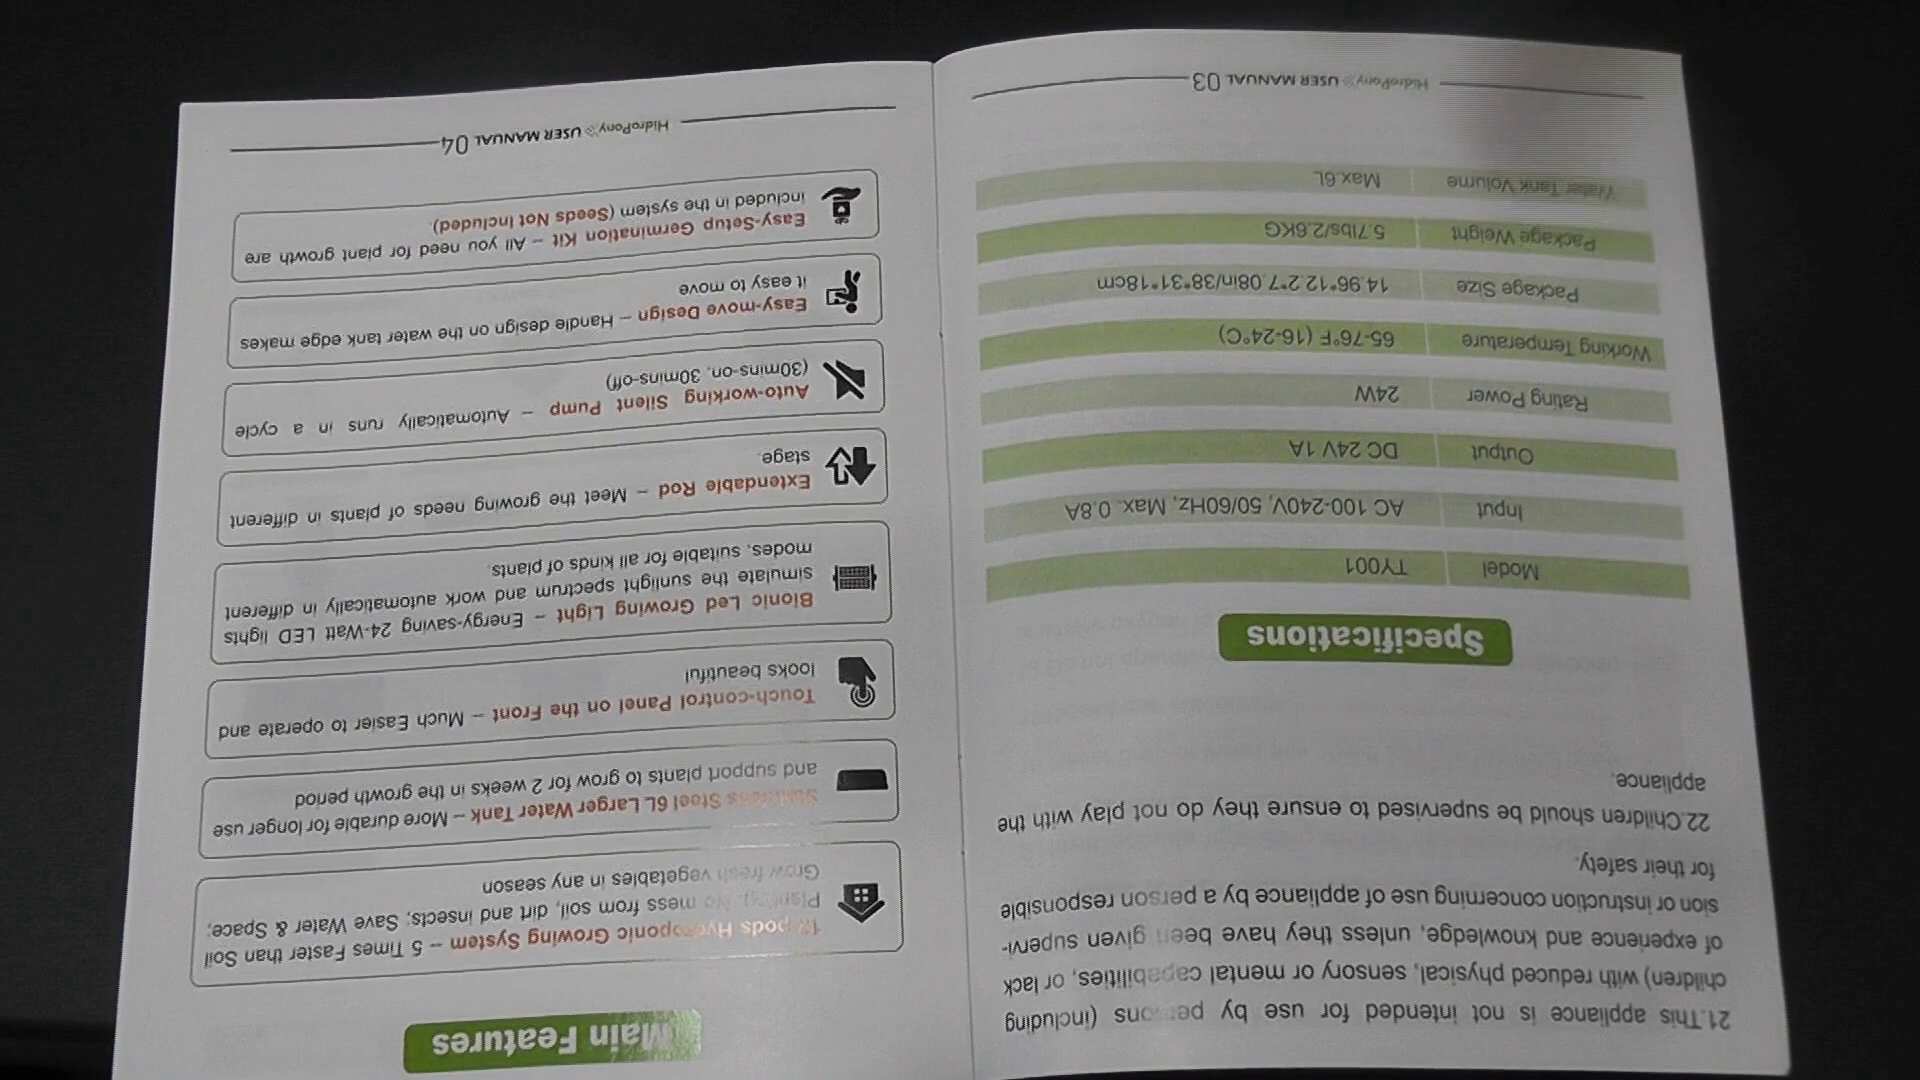 21.This appliance is not intended for use by persons (including
children) with reduced physical, sensory or mental capabilities, or lack
of experience and knowledge, unless they have been given supervi-
sion or instruction concerning use of appliance by a person responsible
for their safety.
22.Children should be supervised to ensure they do not play with the
appliance.
Specifications
Model TY001
Input AC 100-240V, 50/60Hz, Max. 0.8A
Output DC 24V 1A
Rating Power 24W
Working Temperature 65-76°F (16-24°C)
Package Size 14.96*12.2*7.08in/38*31*18cm
Package Weight 5.7lbs/2.6KG
Water Tank Volume Max.6L
HidroPony USER MANUAL 03
Main Features
pods Hydroponic Growing System – 5 Times Faster than Soil
Planting; No mess from soil, dirt and insects; Save Water & Space;
Grow fresh vegetables in any season
Stainless Steel 6L Larger Water Tank – More durable for longer use
and support plants to grow for 2 weeks in the growth period
Touch-control Panel on the Front – Much Easier to operate and
looks beautiful
Bionic Led Growing Light – Energy-saving 24-Watt LED lights
simulate the sunlight spectrum and work automatically in different
modes, suitable for all kinds of plants.
Extendable Rod – Meet the growing needs of plants in different
stage.
Auto-working Silent Pump – Automatically runs in a cycle
(30mins-on, 30mins-off)
Easy-move Design – Handle design on the water tank edge makes
it easy to move
Easy-Setup Germination Kit – All you need for plant growth are
included in the system (Seeds Not Included).
HidroPony USER MANUAL 04